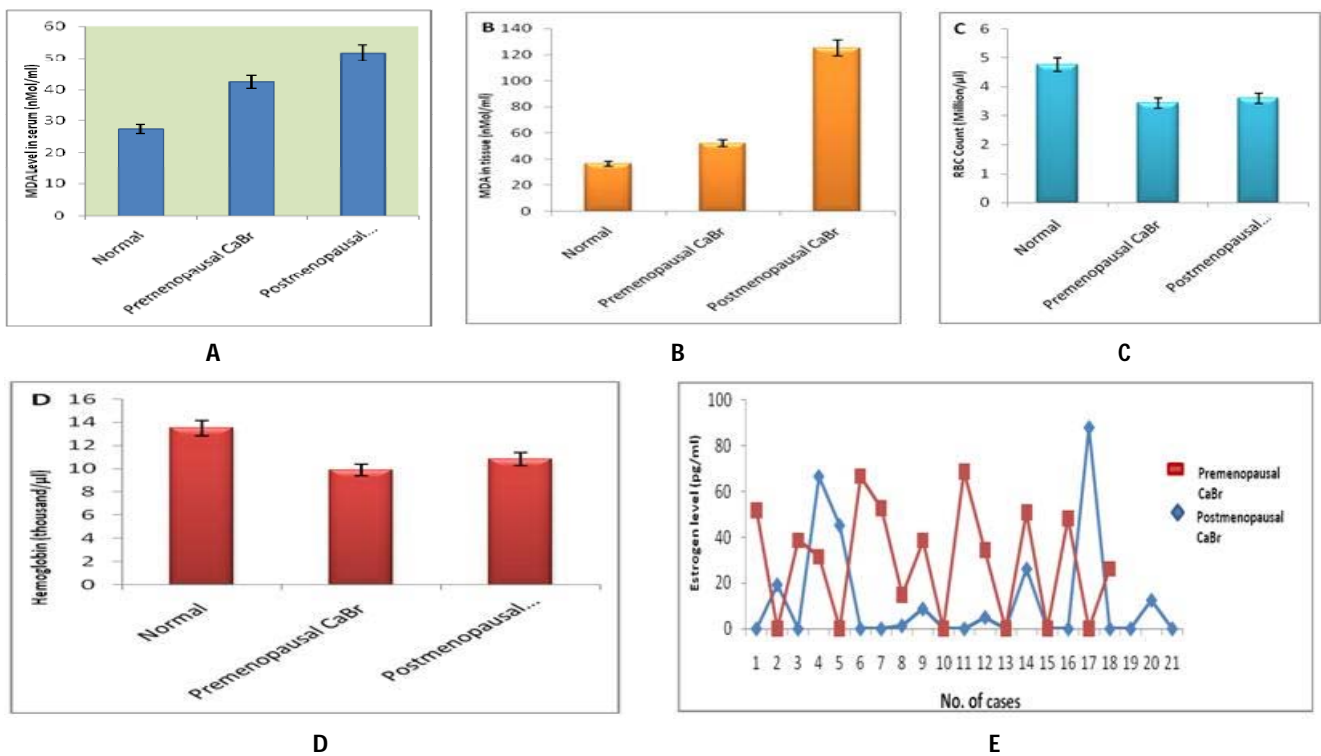 MDA Level in serun (nMol/ml)
60
50
40
30
20
10
0
Normal
Premenopausal CaBr
Postmenopausal...
A
B
MDA in tissue (nMol/ml)
140
120
100
80
60
40
20
0
Normal
Premenopausal CaBr
Postmenopausal CaBr
B
C
RBC Count (Million/µl)
6
5
4
3
2
1
0
Normal
Premenopausal CaBr
Postmenopausal...
C
D
Hemoglobin (thousand/µl)
16
14
12
10
8
6
4
2
0
Normal
Premenopausal CaBr
Postmenopausal...
D
Estrogen level (pg/ml)
100
80
60
40
20
0
1 2 3 4 5 6 7 8 9 10 11 12 13 14 15 16 17 18 19 20 21
No. of cases
Premenopausal
CaBr
Postmenopausal
CaBr
E